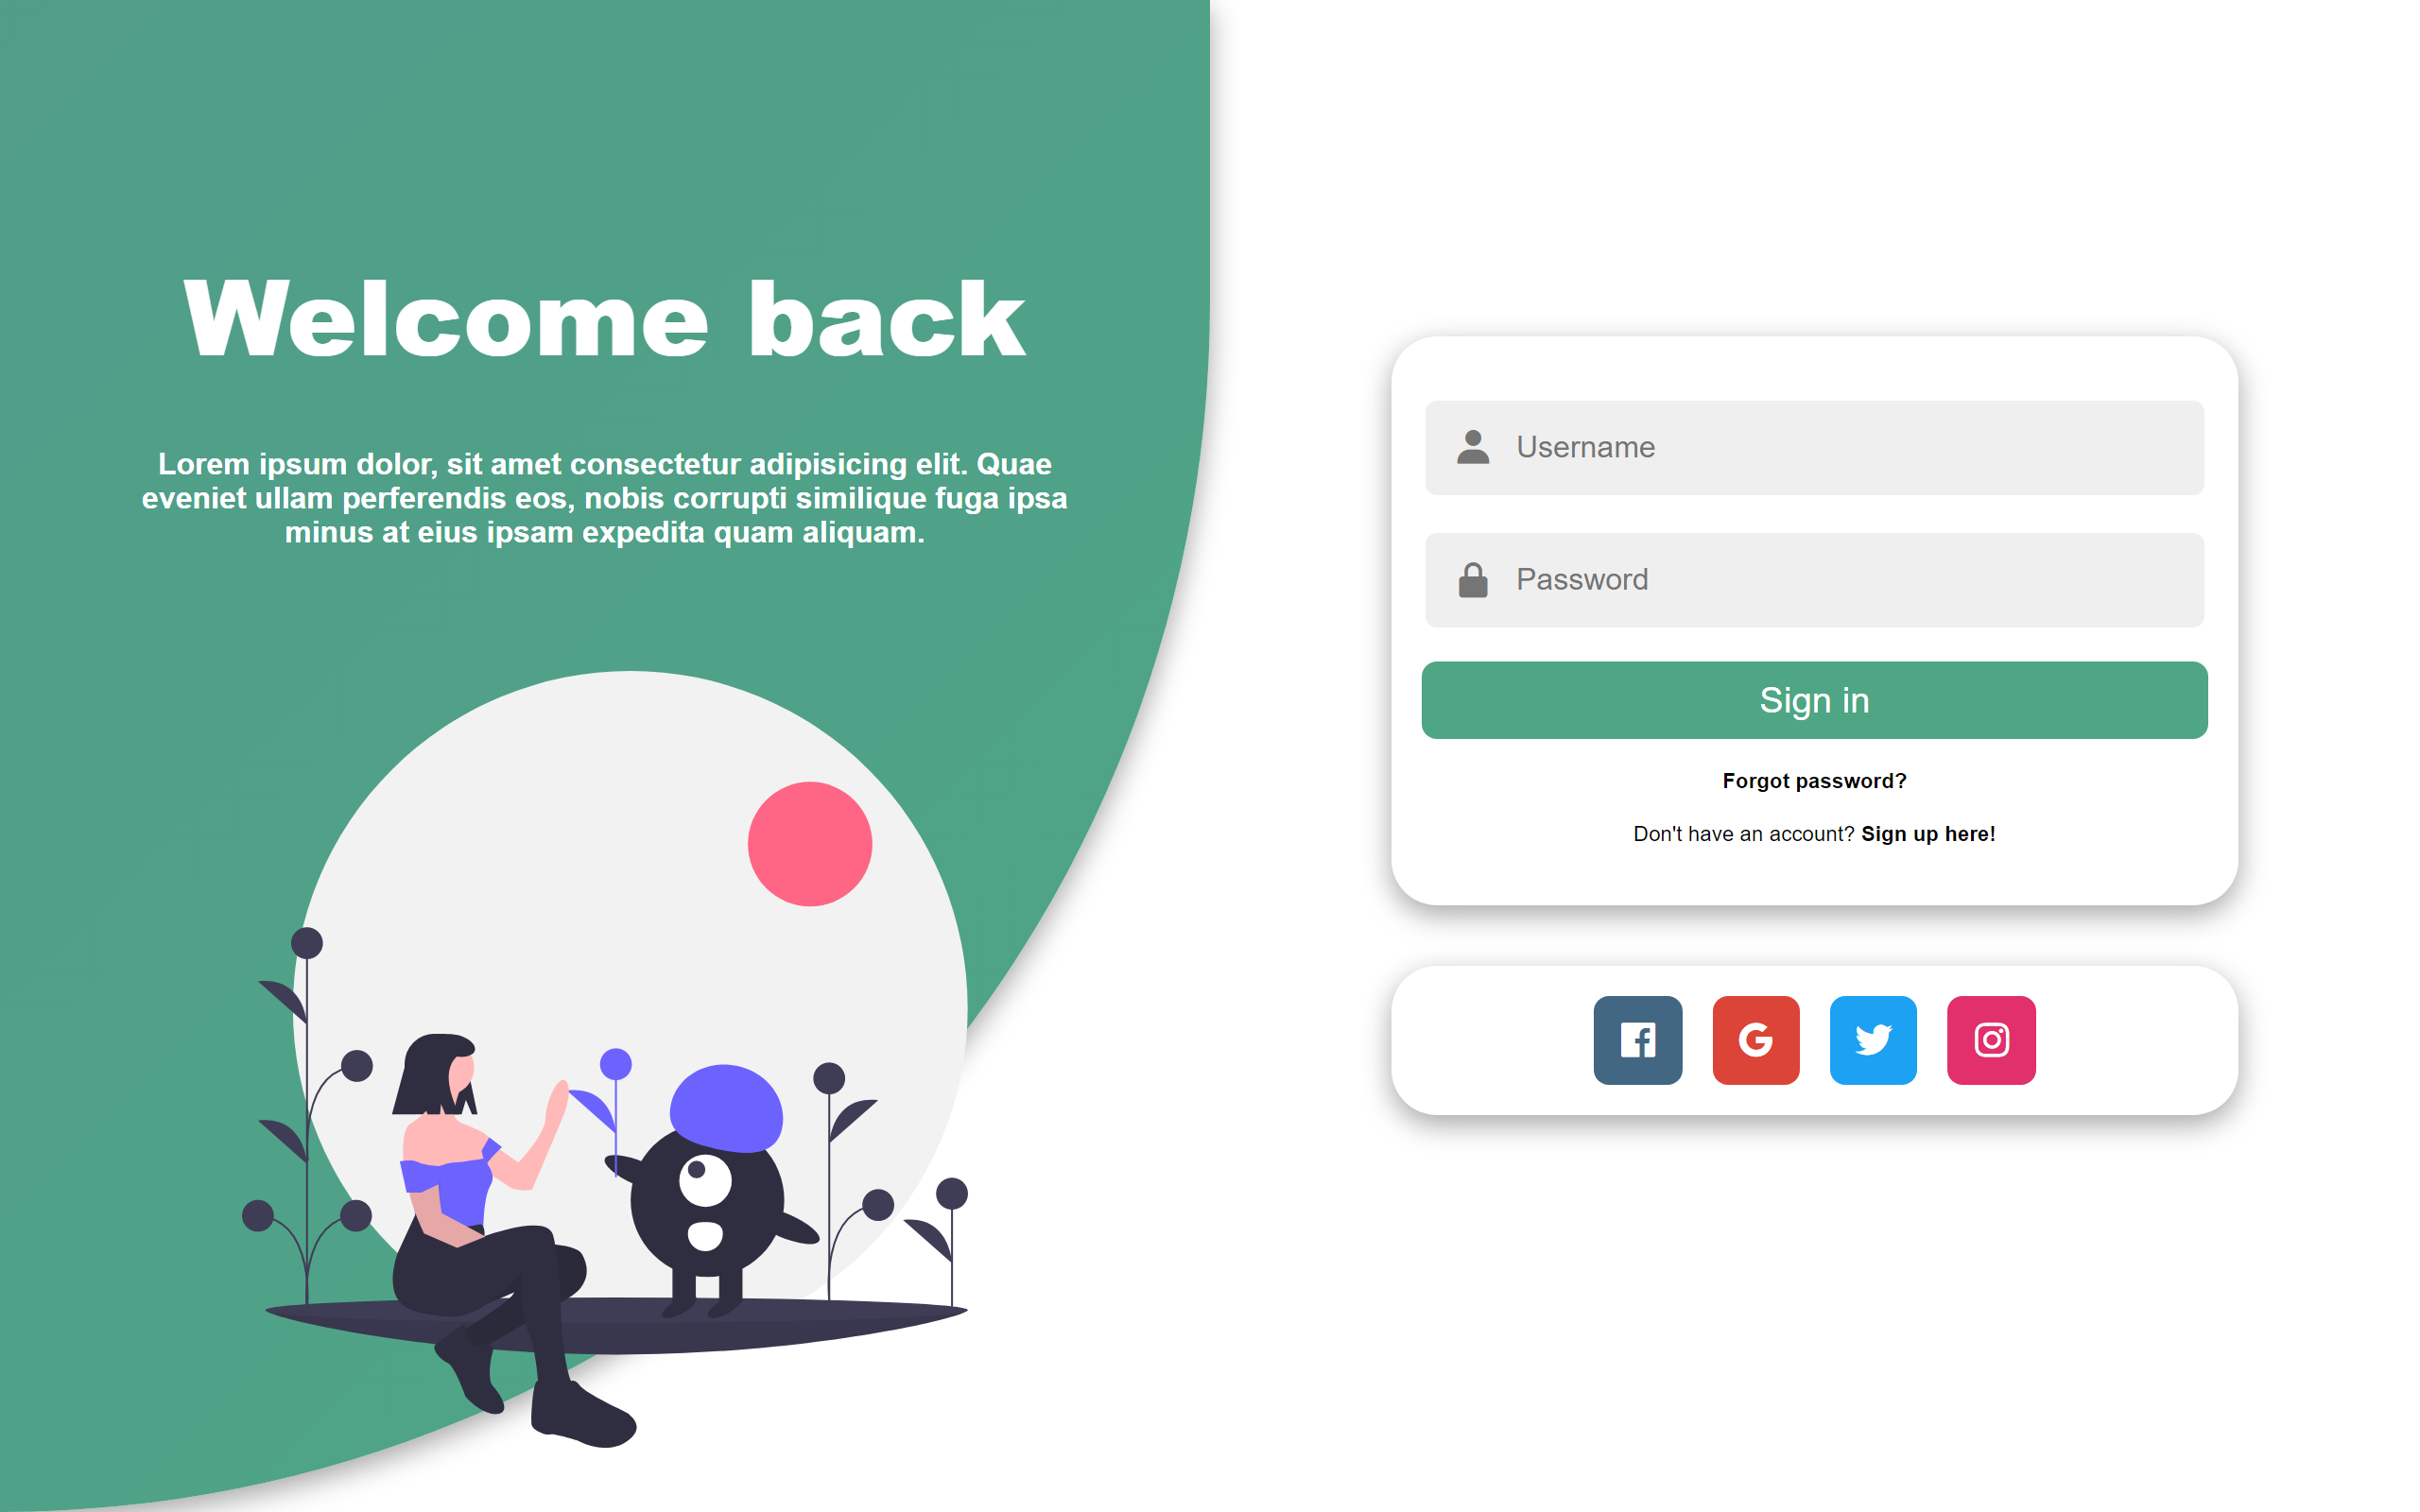 Welcome back
Lorem ipsum dolor, sit amet consectetur adipisicing elit. Quae
eveniet ullam perferendis eos, nobis corrupti similique fuga ipsa
minus at eius ipsam expedita quam aliquam.
Username
Password
Sign in
Forgot password?
Don't have an account? Sign up here!